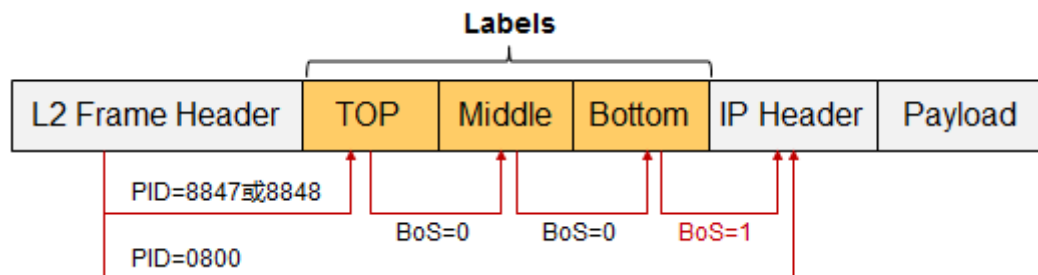 Labels
L2 Frame Header TOP Middle Bottom IP Header Payload
PID=8847或8848
BoS=0 BoS=0 BoS=1
PID=0800